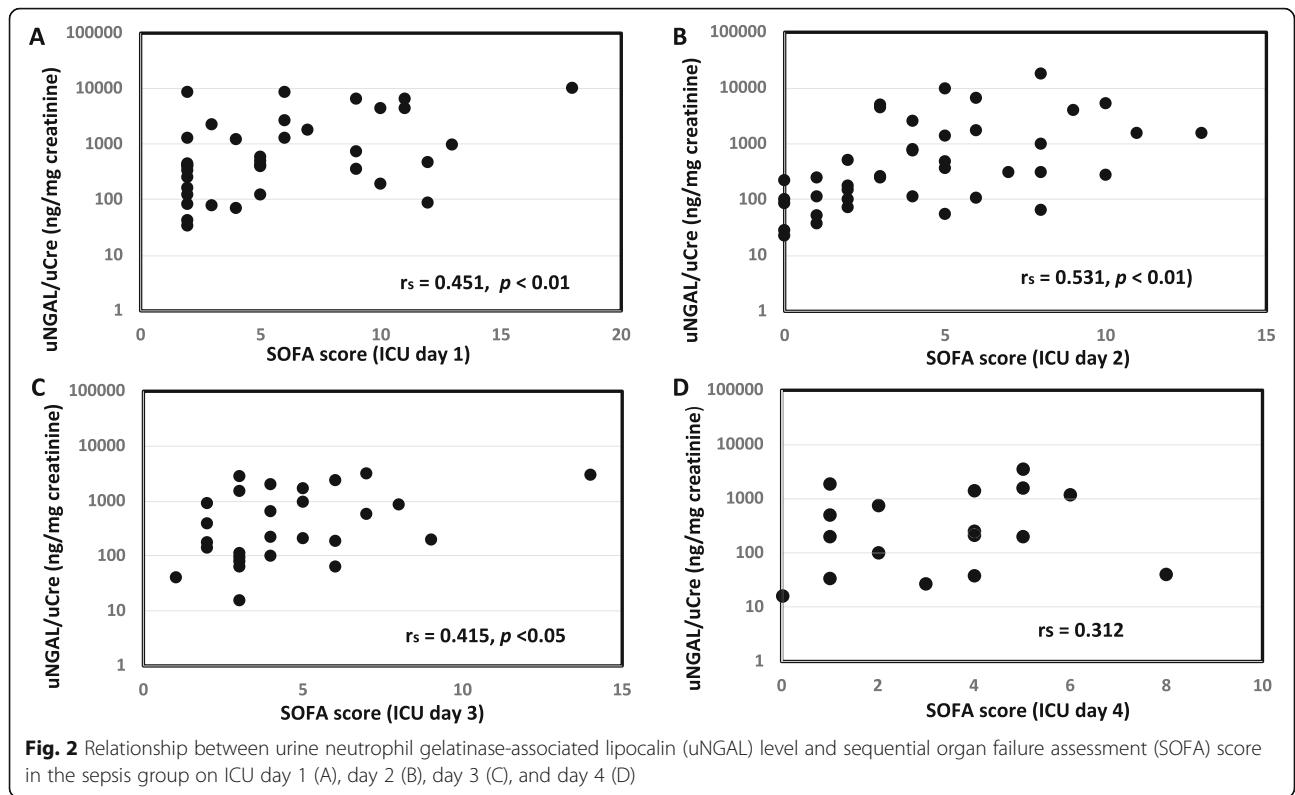 A
100000
10000
1000
100
10
1
uNGAL/uCre (ng/mg creatinine)
rs = 0.451, p < 0.01
0 5 10 15 20
SOFA score (ICU day 1)
B
100000
10000
1000
100
10
1
uNGAL/uCre (ng/mg creatinine)
rs = 0.531, p < 0.01)
0 5 10 15
SOFA score (ICU day 2)
C
100000
10000
1000
100
10
1
uNGAL/uCre (ng/mg creatinine)
rs = 0.415, p <0.05
0 5 10 15
SOFA score (ICU day 3)
D
100000
10000
1000
100
10
1
uNGAL/uCre (ng/mg creatinine)
rs = 0.312
0 2 4 6 8 10
SOFA score (ICU day 4)
Fig. 2 Relationship between urine neutrophil gelatinase-associated lipocalin (uNGAL) level and sequential organ failure assessment (SOFA) score
in the sepsis group on ICU day 1 (A), day 2 (B), day 3 (C), and day 4 (D)